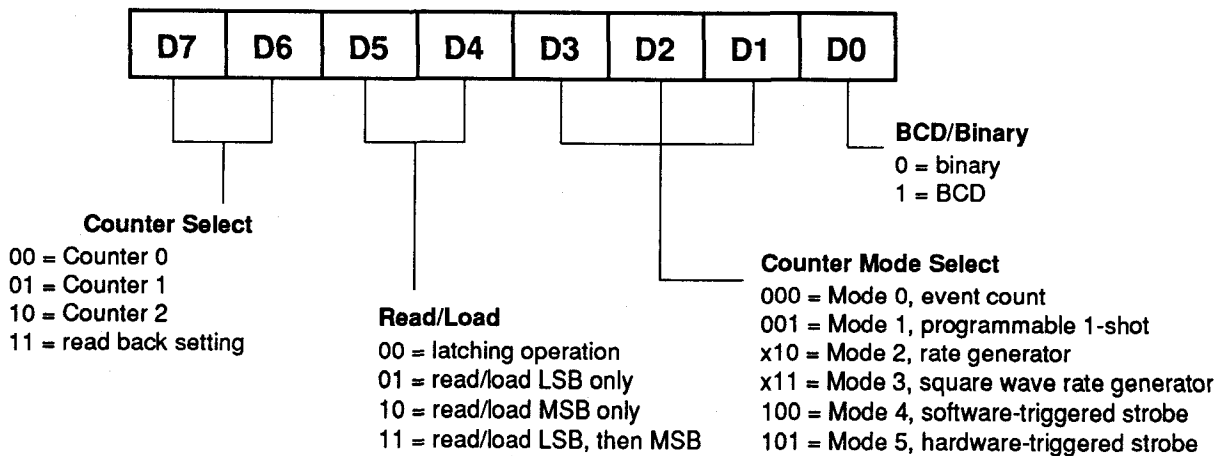 D7 D6 D5 D4 D3 D2 D1 D0
BCD/Binary
0 = binary
1 = BCD
Counter Select
00 = Counter 0
01 = Counter 1
10 = Counter 2
11 = read back setting
Read/Load
00 = latching operation
01 = read/load LSB only
10 = read/load MSB only
11 = read/load LSB, then MSB
Counter Mode Select
000 = Mode 0, event count
001 = Mode 1, programmable 1-shot
x10 = Mode 2, rate generator
x11 = Mode 3, square wave rate generator
100 = Mode 4, software-triggered strobe
101 = Mode 5, hardware-triggered strobe